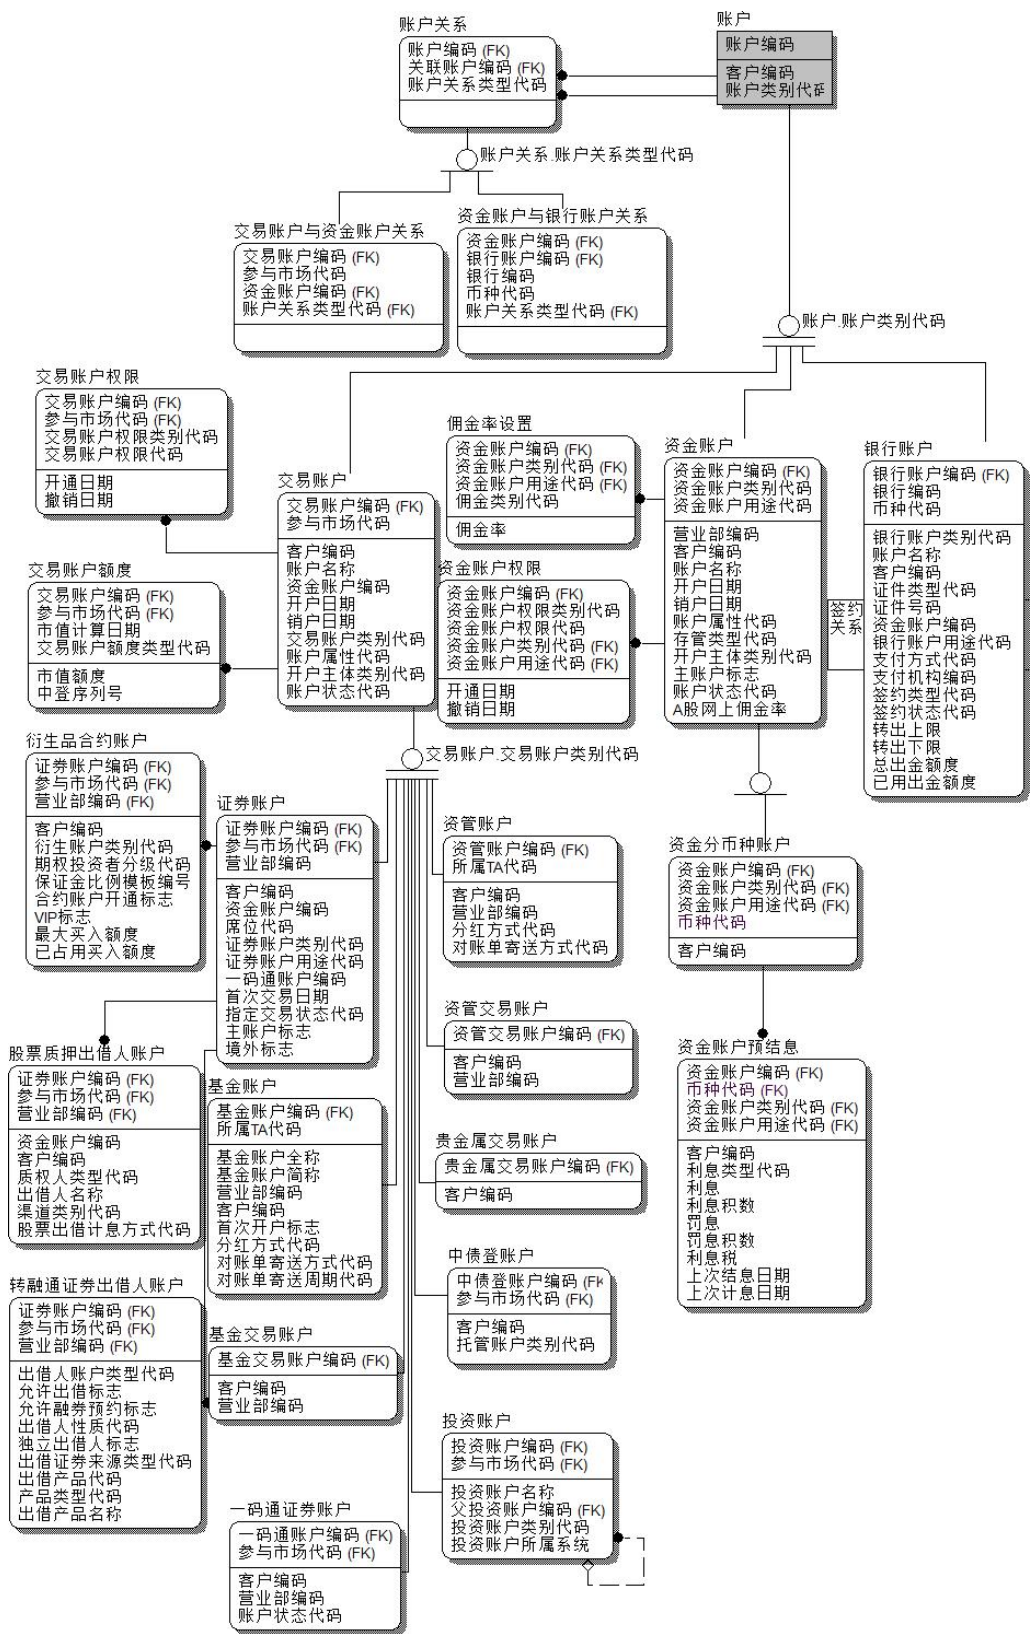 账户关系
账户编码 (FK)
关联账户编码 (FK)
账户关系类型代码
账户
账户编码
客户编码
账户类别代码
账户关系.账户关系类型代码
交易账户与资金账户关系
交易账户编码 (FK)
参与市场代码
资金账户编码 (FK)
账户关系类型代码 (FK)
资金账户与银行账户关系
资金账户编码 (FK)
银行账户编码 (FK)
银行编码
币种代码
账户关系类型代码 (FK)
账户.账户类别代码
交易账户权限
交易账户编码 (FK)
参与市场代码 (FK)
交易账户权限类别代码
交易账户权限代码
开通日期
撤销日期
交易账户额度
交易账户编码 (FK)
参与市场代码 (FK)
市值计算日期
交易账户额度类型代码
市值额度
中登序列号
交易账户
交易账户编码 (FK)
参与市场代码
客户编码
账户名称
资金账户编码
开户日期
销户日期
交易账户类别代码
账户属性代码
开户主体类别代码
账户状态代码
佣金率设置
资金账户编码 (FK)
资金账户类别代码 (FK)
资金账户用途代码 (FK)
佣金类别代码
佣金率
资金账户权限
资金账户编码 (FK)
资金账户权限类别代码
资金账户权限代码
资金账户类别代码 (FK)
资金账户用途代码 (FK)
开通日期
撤销日期
资金账户
资金账户编码 (FK)
资金账户类别代码
资金账户用途代码
营业部编码
客户编码
账户名称
开户日期
销户日期
账户属性代码
存管类型代码
开户主体类别代码
主账户标志
账户状态代码
A股网上佣金率
签约
关系
银行账户
银行账户编码 (FK)
银行编码
币种代码
银行账户类别代码
账户名称
客户编码
证件类型代码
证件号码
资金账户编码
银行账户用途代码
支付方式代码
支付机构编码
签约类型代码
签约状态代码
转出上限
转出下限
总出金额度
已用出金额度
交易账户.交易账户类别代码
衍生品合约账户
证券账户编码 (FK)
参与市场代码 (FK)
营业部编码 (FK)
客户编码
衍生账户类别代码
期权投资者分级代码
保证金比例模板编号
合约账户开通标志
VIP标志
最大买入额度
已占用买入额度
证券账户
证券账户编码 (FK)
参与市场代码 (FK)
营业部编码
客户编码
资金账户编码
席位代码
证券账户类别代码
证券账户用途代码
一码通账户编码
首次交易日期
指定交易状态代码
主账户标志
境外标志
资管账户
资管账户编码 (FK)
所属TA代码
客户编码
营业部编码
分红方式代码
对账单寄送方式代码
资金分币种账户
资金账户编码 (FK)
资金账户类别代码 (FK)
资金账户用途代码 (FK)
币种代码
客户编码
资管交易账户
资管交易账户编码 (FK)
客户编码
营业部编码
股票质押出借人账户
证券账户编码 (FK)
参与市场代码 (FK)
营业部编码 (FK)
资金账户编码
客户编码
质权人类型代码
出借人名称
渠道类别代码
股票出借计息方式代码
基金账户
基金账户编码 (FK)
所属TA代码
基金账户全称
基金账户简称
营业部编码
客户编码
首次开户标志
分红方式代码
对账单寄送方式代码
对账单寄送周期代码
贵金属交易账户
贵金属交易账户编码 (FK)
客户编码
资金账户预结息
资金账户编码 (FK)
币种代码 (FK)
资金账户类别代码 (FK)
资金账户用途代码 (FK)
客户编码
利息类型代码
利息
利息积数
罚息
罚息积数
利息税
上次结息日期
上次计息日期
中债登账户
中债登账户编码 (FK
参与市场代码 (FK)
客户编码
托管账户类别代码
转融通证券出借人账户
证券账户编码 (FK)
参与市场代码 (FK)
营业部编码 (FK)
出借人账户类型代码
允许出借标志
允许融券预约标志
出借人性质代码
独立出借人标志
出借证券来源类型代码
出借产品代码
产品类型代码
出借产品名称
基金交易账户
基金交易账户编码 (FK)
客户编码
营业部编码
投资账户
投资账户编码 (FK)
参与市场代码 (FK)
投资账户名称
父投资账户编码 (FK)
投资账户类别代码
投资账户所属系统
一码通证券账户
一码通账户编码 (FK)
参与市场代码 (FK)
客户编码
营业部编码
账户状态代码